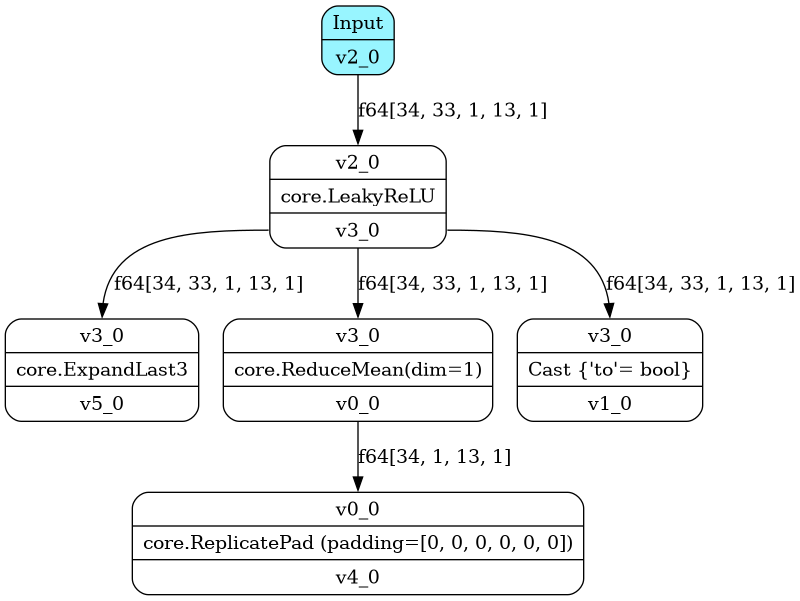 Input
v2_0
f64[34, 33, 1, 13, 1]
v2_0
core.LeakyReLU
v3_0
f64[34, 33, 1, 13, 1]
f64[34, 33, 1, 13, 1]
f64[34, 33, 1, 13, 1]
v3_0
core.ExpandLast3
v5_0
v3_0
core.ReduceMean(dim=1)
v0_0
v3_0
Cast {'to'= bool}
v1_0
f64[34, 1, 13, 1]
v0_0
core.ReplicatePad (padding=[0, 0, 0, 0, 0, 0])
v4_0